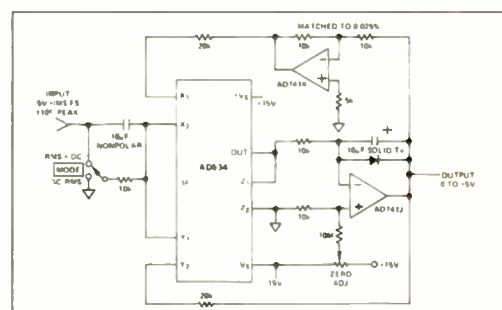 MATCHED TO 0.025%
20k
10k
10k
AD741K
5k
INPUT
5V RMS FS
±10V PEAK
10µF
NONPOLAR
X1
X2
+VS
+15V
AD534
OUT
Z1
Z2
10k
10µF SOLID Ta
RMS + DC
MODE
AC RMS
10k
AD741J
OUTPUT
0 TO +5V
10k
10M
Y1
Y2
-15V
ZERO
ADJ
+15V
20k